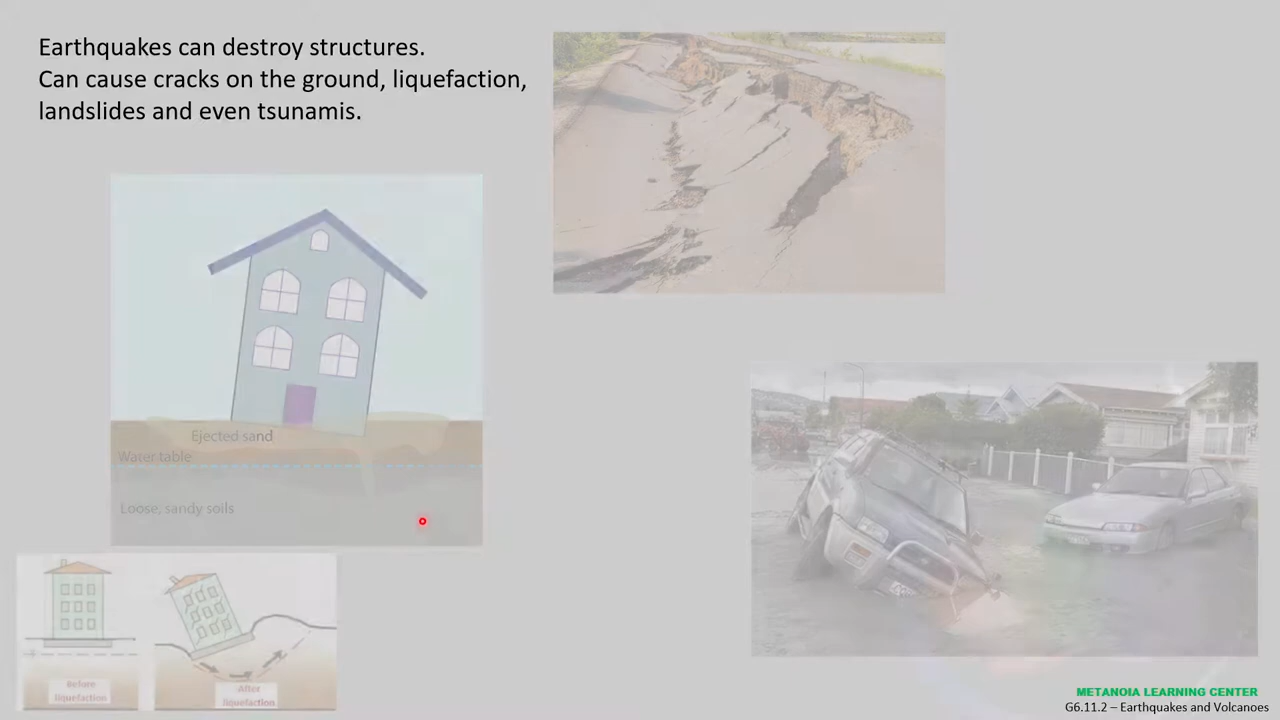 Earthquakes can destroy structures.
Can cause cracks on the ground, liquefaction,
landslides and even tsunamis.
Ejected sand
Water table
Loose, sandy soils
Before
liquefaction
After
liquefaction
METANOIA LEARNING CENTER
G6.11.2 – Earthquakes and Volcanoes